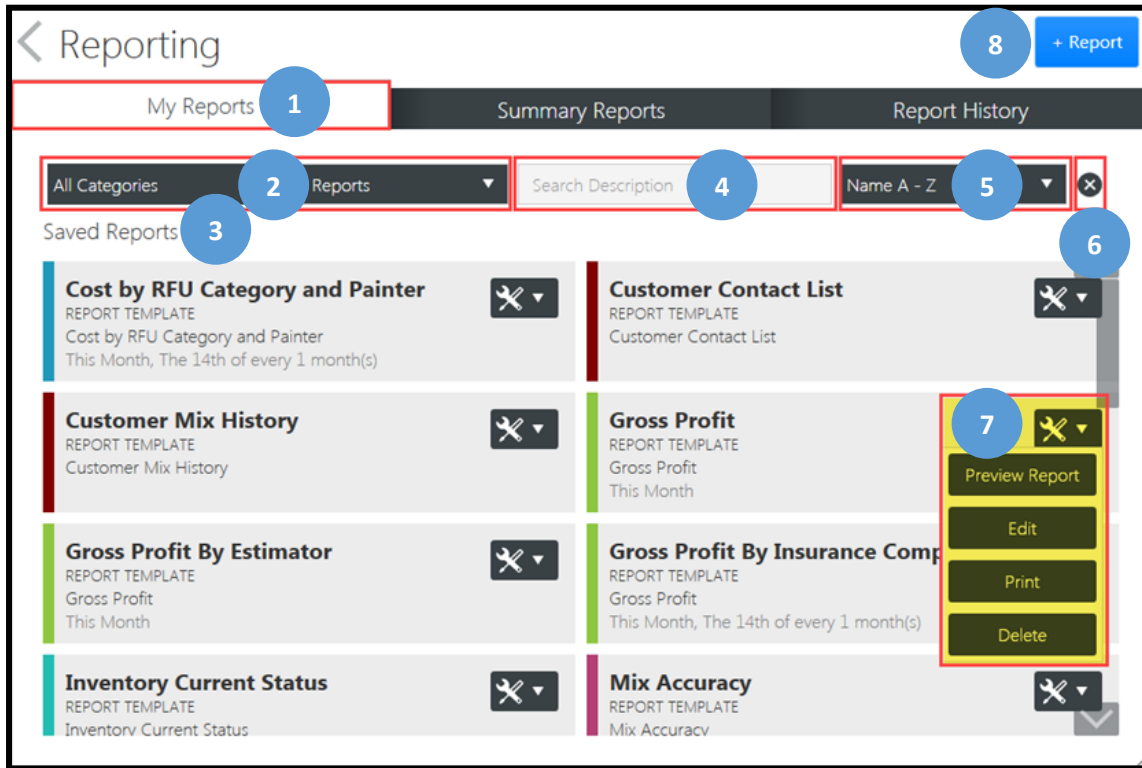 Reporting
8
+ Report
My Reports
1
Summary Reports
Report History
All Categories
2
Reports
Search Description
4
Name A - Z
5
Saved Reports
3
6
Cost by RFU Category and Painter
REPORT TEMPLATE
Cost by RFU Category and Painter
This Month, The 14th of every 1 month(s)
Customer Contact List
REPORT TEMPLATE
Customer Contact List
Customer Mix History
REPORT TEMPLATE
Customer Mix History
Gross Profit
REPORT TEMPLATE
Gross Profit
This Month
7
Preview Report
Edit
Print
Delete
Gross Profit By Estimator
REPORT TEMPLATE
Gross Profit
This Month
Gross Profit By Insurance Comp
REPORT TEMPLATE
Gross Profit
This Month, The 14th of every 1 month(s)
Inventory Current Status
REPORT TEMPLATE
Inventory Current Status
Mix Accuracy
REPORT TEMPLATE
Mix Accuracy